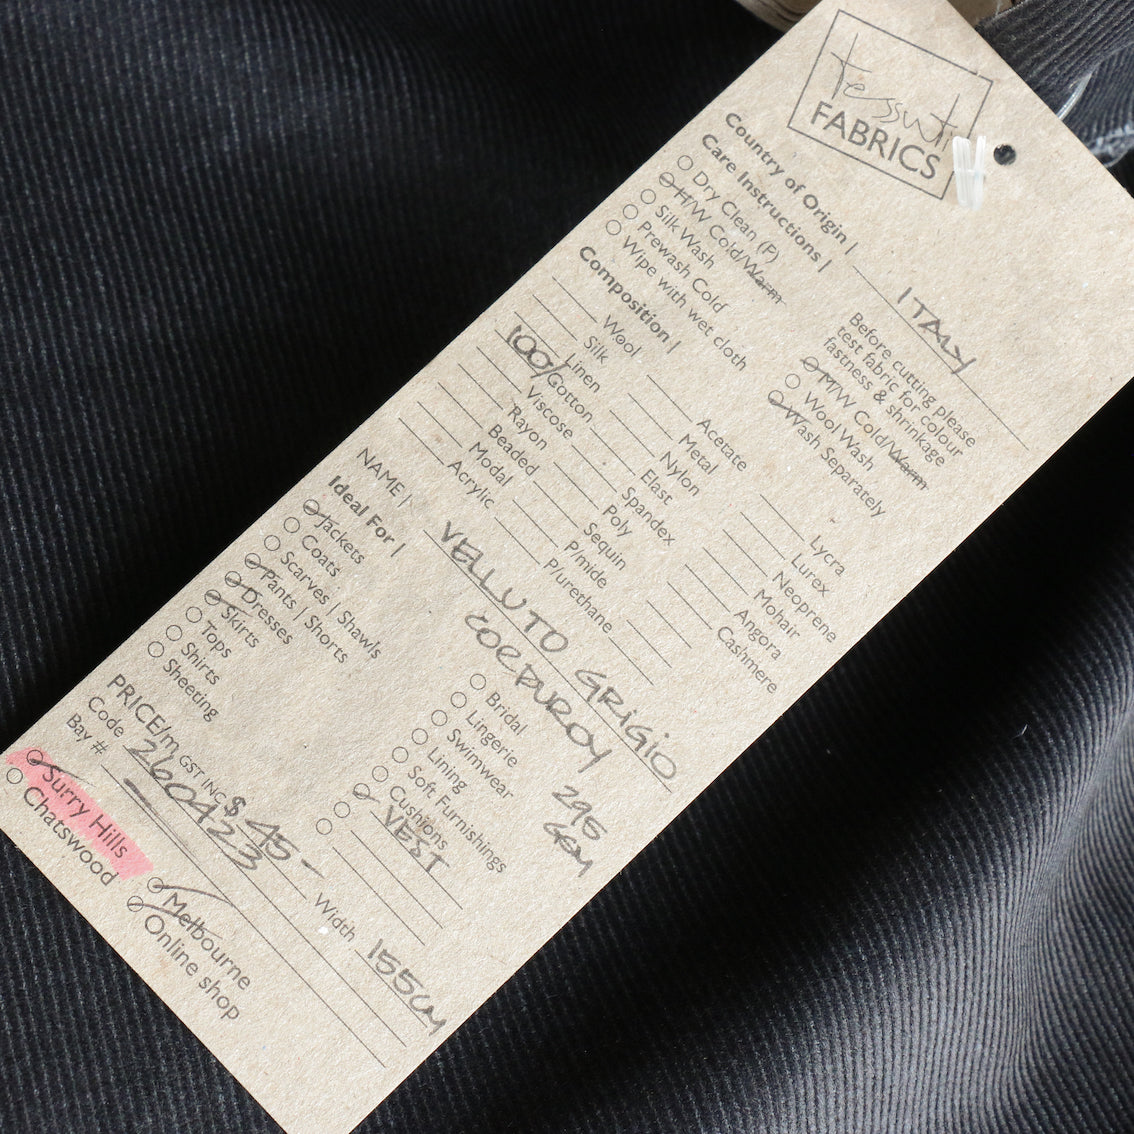 tessuti
FABRICS
Country of Origin | ITALY
Care Instructions |
Dry Clean (P)
H/W Cold/Warm
Silk Wash
Prewash Cold
Wipe with wet cloth
Before cutting please
test fabric for colour
fastness & shrinkage
M/W Cold/Warm
Wool Wash
Wash Separately
Composition |
Wool
Silk
Linen
100% Cotton
Viscose
Rayon
Beaded
Modal
Acrylic
Acetate
Metal
Nylon
Elast
Spandex
Poly
Sequin
P/mide
P/urethane
Lycra
Lurex
Neoprene
Mohair
Angora
Cashmere
NAME | VELLUTO GRIGIO
CORDUROY 295
GSM
Ideal For |
Jackets
Coats
Scarves | Shawls
Pants | Shorts
Dresses
Skirts
Tops
Shirts
Sheeting
Bridal
Lingerie
Swimwear
Lining
Soft Furnishings
Cushions
VEST
PRICE/m GST INC $ 45-
Width 155cm
Code 260423
Bay #
Surry Hills
Chatswood
Melbourne
Online shop